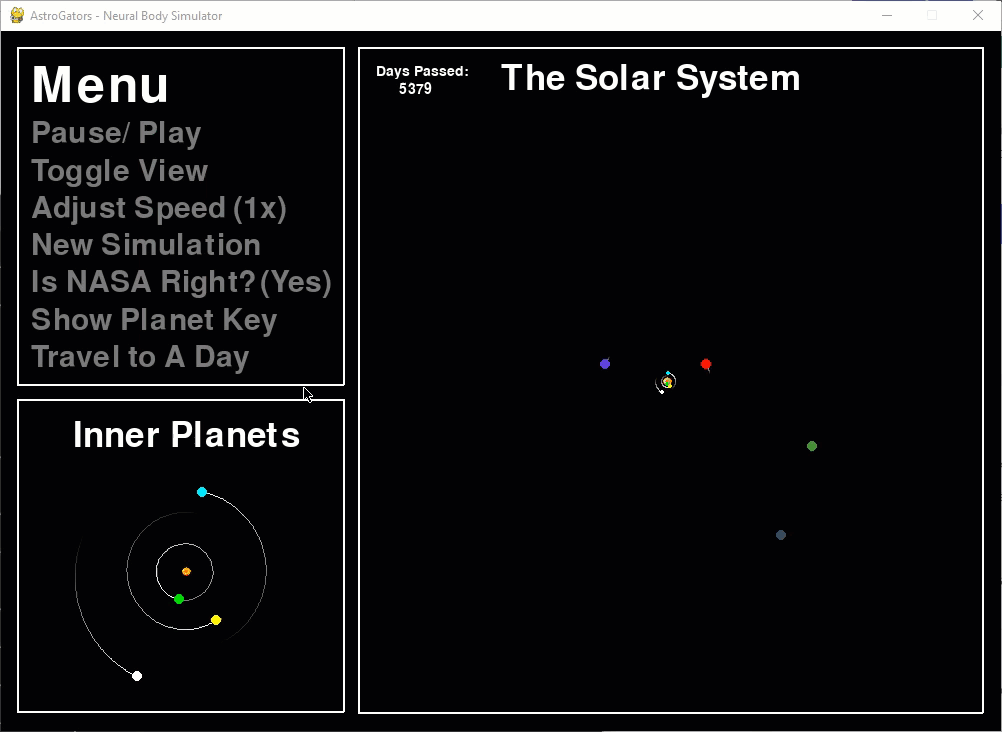 AstroGators - Neural Body Simulator
Menu
Pause/ Play
Toggle View
Adjust Speed (1x)
New Simulation
Is NASA Right? (Yes)
Show Planet Key
Travel to A Day
Inner Planets
Days Passed:
5379
The Solar System